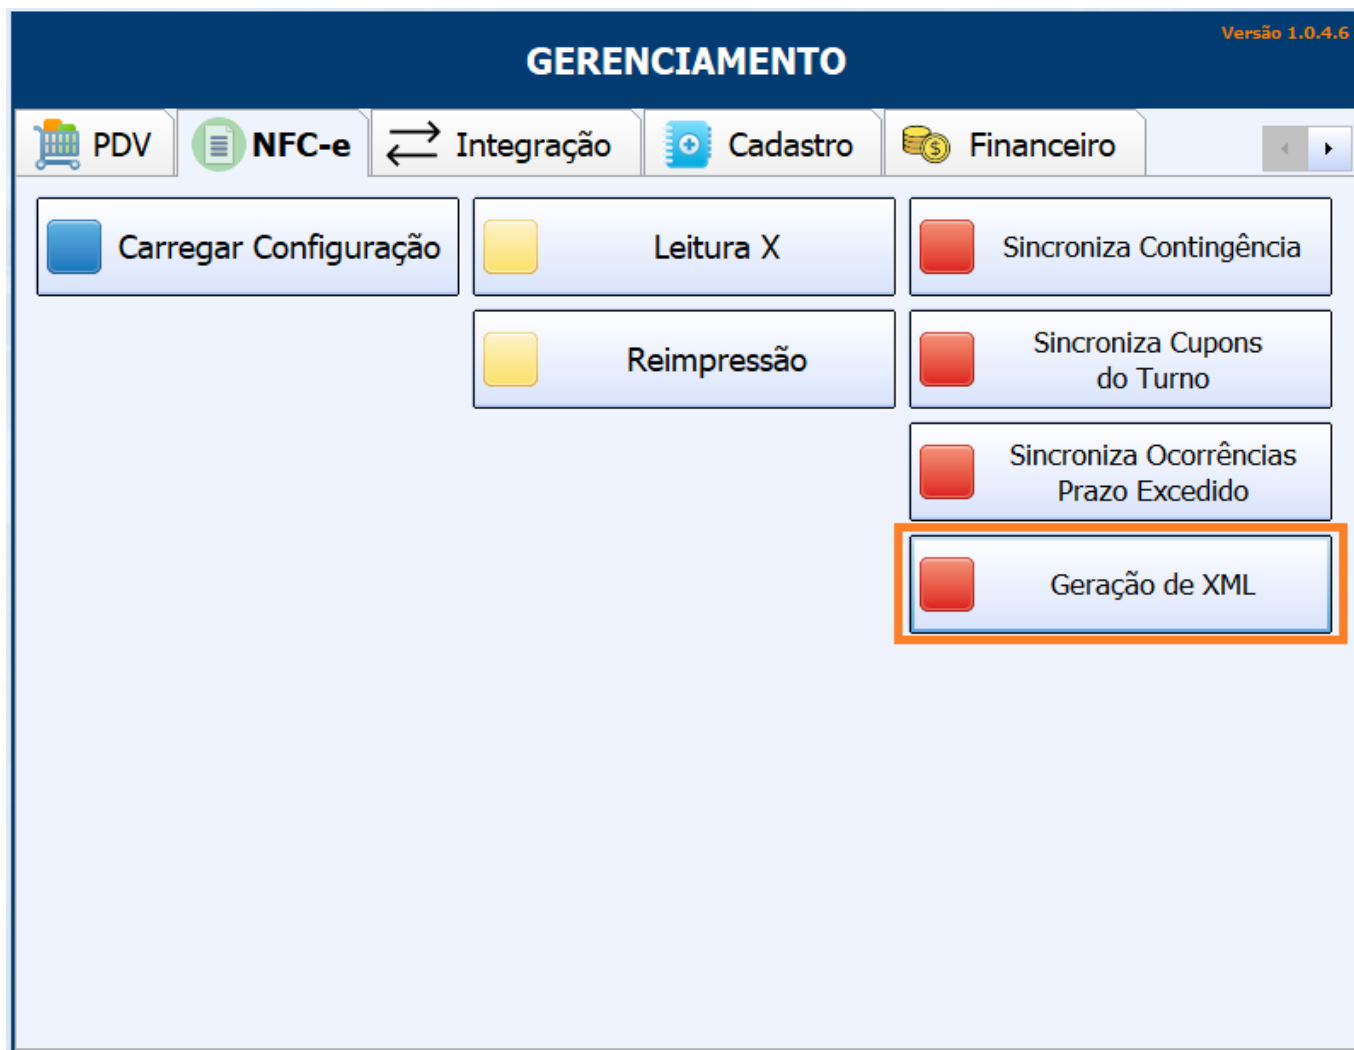 Versão 1.0.4.6
GERENCIAMENTO
PDV
NFC-e
Integração
Cadastro
Financeiro
Carregar Configuração
Leitura X
Sincroniza Contingência
Reimpressão
Sincroniza Cupons
do Turno
Sincroniza Ocorrências
Prazo Excedido
Geração de XML